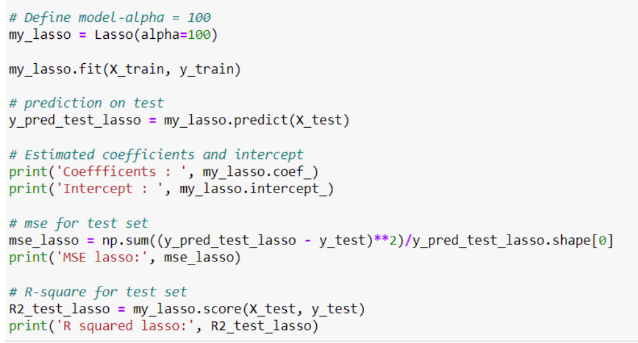 # Define model-alpha = 100
my_lasso = Lasso(alpha=100)
my_lasso.fit(X_train, y_train)
# prediction on test
y_pred_test_lasso = my_lasso.predict(X_test)
# Estimated coefficients and intercept
print('Coeffficents : ', my_lasso.coef_)
print('Intercept : ', my_lasso.intercept_)
# mse for test set
mse_lasso = np.sum((y_pred_test_lasso - y_test)**2)/y_pred_test_lasso.shape[0]
print('MSE lasso:', mse_lasso)
# R-square for test set
R2_test_lasso = my_lasso.score(X_test, y_test)
print('R squared lasso:', R2_test_lasso)